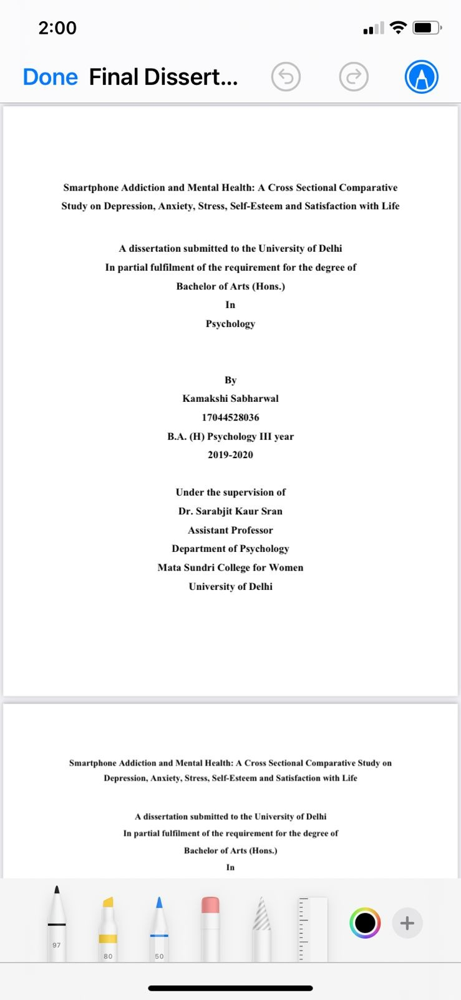 2:00
Done Final Dissert...
Smartphone Addiction and Mental Health: A Cross Sectional Comparative
Study on Depression, Anxiety, Stress, Self-Esteem and Satisfaction with Life
A dissertation submitted to the University of Delhi
In partial fulfilment of the requirement for the degree of
Bachelor of Arts (Hons.)
In
Psychology
By
Kamakshi Sabharwal
17044528036
B.A. (H) Psychology III year
2019-2020
Under the supervision of
Dr. Sarabjit Kaur Sran
Assistant Professor
Department of Psychology
Mata Sundri College for Women
University of Delhi
Smartphone Addiction and Mental Health: A Cross Sectional Comparative Study on
Depression, Anxiety, Stress, Self-Esteem and Satisfaction with Life
A dissertation submitted to the University of Delhi
In partial fulfilment of the requirement for the degree of
Bachelor of Arts (Hons.)
In
97
80
50